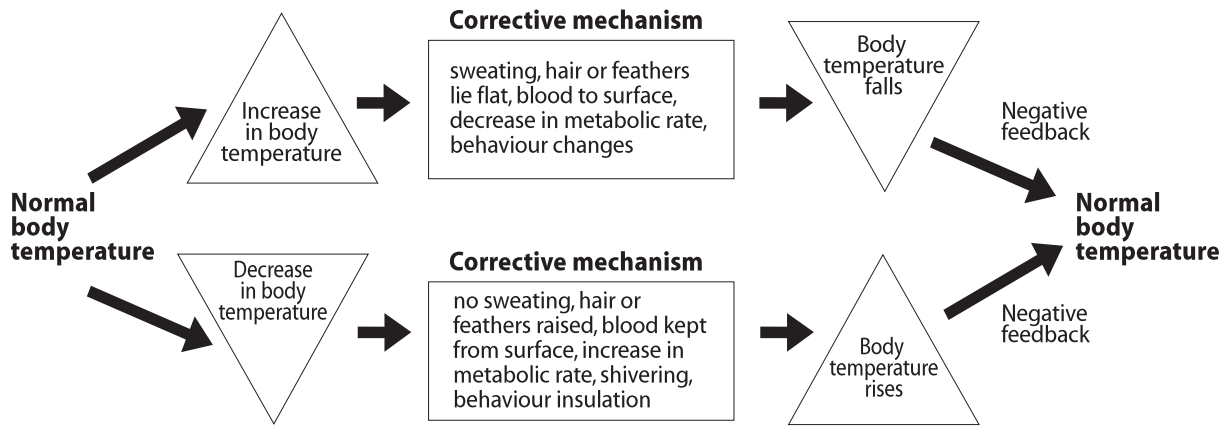 Normal
body
temperature
Increase
in body
temperature
Corrective mechanism
sweating, hair or feathers
lie flat, blood to surface,
decrease in metabolic rate,
behaviour changes
Body
temperature
falls
Negative
feedback
Decrease
in body
temperature
Corrective mechanism
no sweating, hair or
feathers raised, blood kept
from surface, increase in
metabolic rate, shivering,
behaviour insulation
Body
temperature
rises
Negative
feedback
Normal
body
temperature